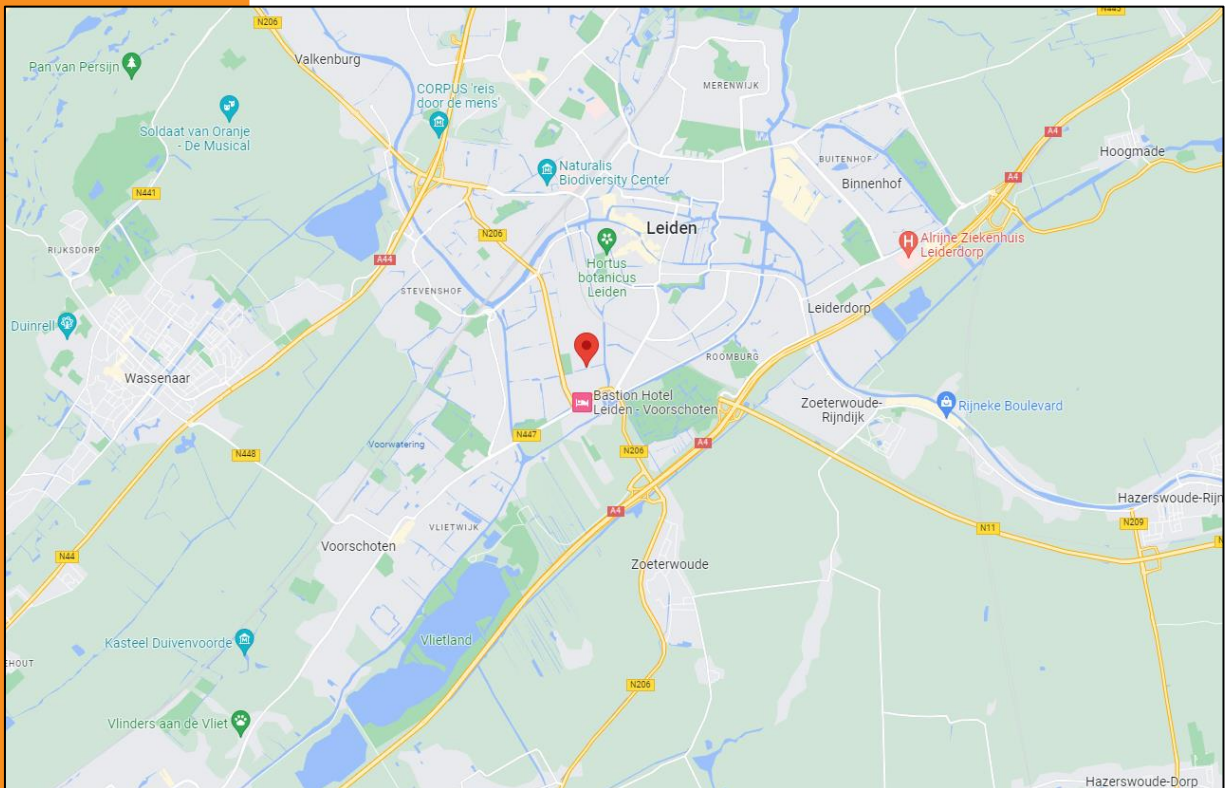 N445
N206
Valkenburg
Pan van Persijn
CORPUS 'reis
door de mens'
MERENWIJK
Soldaat van Oranje
- De Musical
A4
Hoogmade
BUITENHOF
Naturalis
Biodiversity Center
Binnenhof
A4
N441
Leiden
N206
Alrijne Ziekenhuis
Leiderdorp
RIJKSDORP
A44
Hortus
botanicus
Leiden
STEVENSHOF
Leiderdorp
Duinrell
ROOMBURG
Wassenaar
Bastion Hotel
Leiden - Voorschoten
Zoeterwoude-
Rijndijk
Rijneke Boulevard
N447
Voorwatering
A4
N448
N206
Hazerswoude-Rijn
A4
N209
VLIETWIJK
N11
Voorschoten
N44
Zoeterwoude
Kasteel Duivenvoorde
Vlietland
EHOUT
N206
Vlinders aan de Vliet
Hazerswoude-Dorp